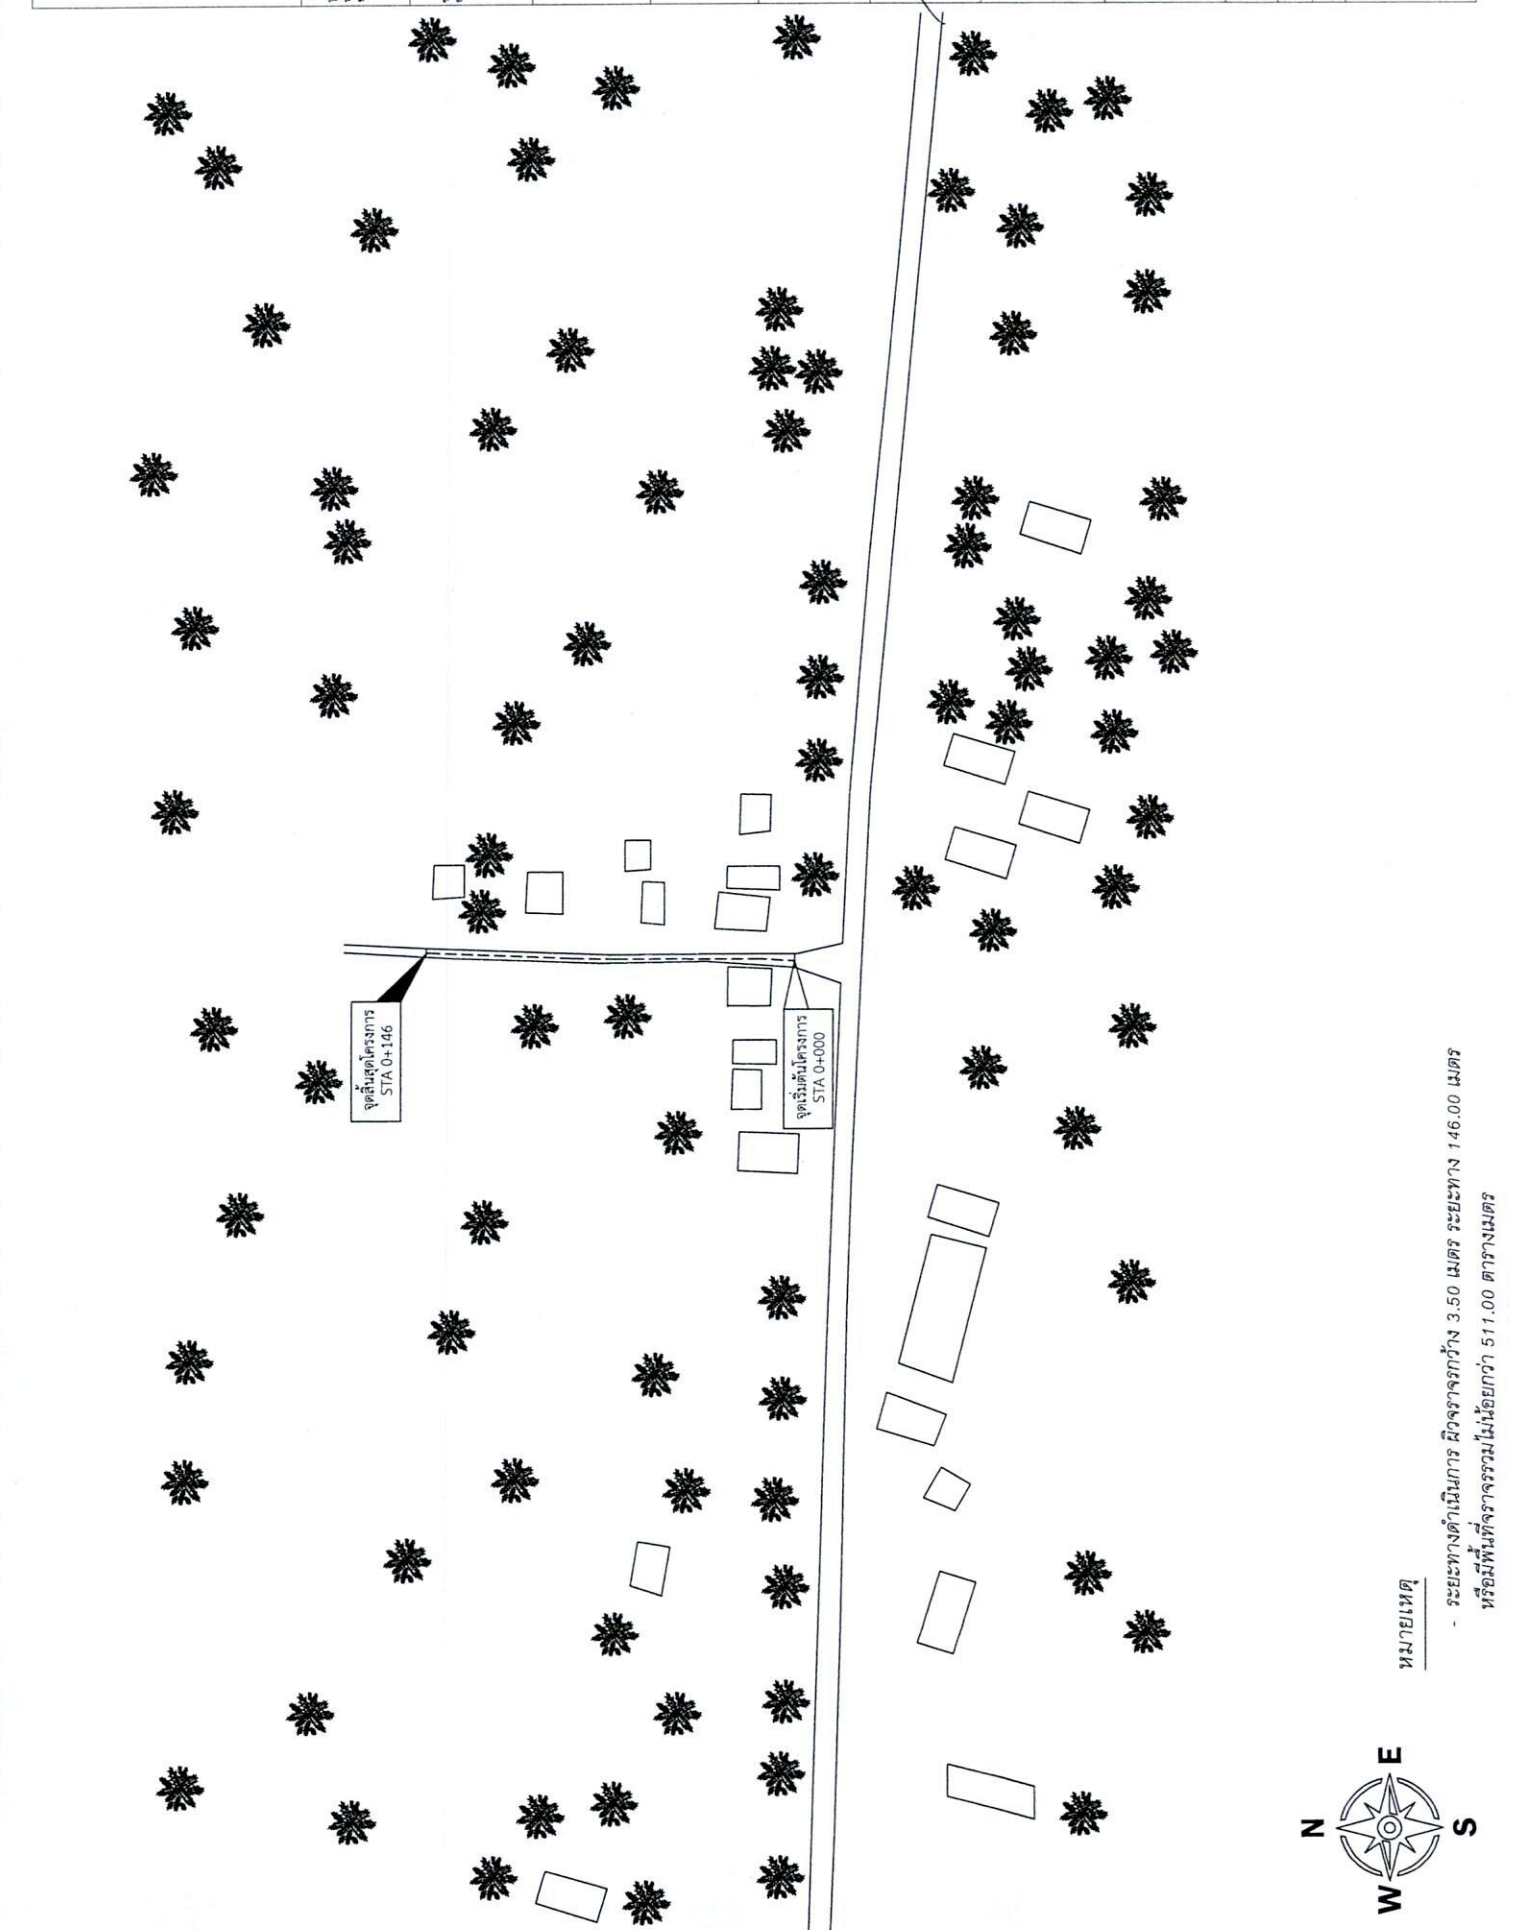 จุดสิ้นสุดโครงการ
STA 0+146
จุดเริ่มต้นโครงการ
STA 0+000
หมายเหตุ
- ระยะทางดำเนินการ ผิวจราจรกว้าง 3.50 เมตร ระยะทาง 146.00 เมตร
หรือมีพื้นที่จราจรรวมไม่น้อยกว่า 511.00 ตารางเมตร
N
E
W
S